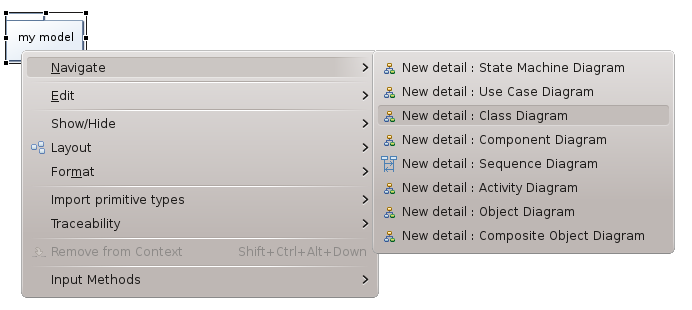 my model
Navigate
Edit
Show/Hide
Layout
Format
Import primitive types
Traceability
Remove from Context Shift+Ctrl+Alt+Down
Input Methods
New detail : State Machine Diagram
New detail : Use Case Diagram
New detail : Class Diagram
New detail : Component Diagram
New detail : Sequence Diagram
New detail : Activity Diagram
New detail : Object Diagram
New detail : Composite Object Diagram